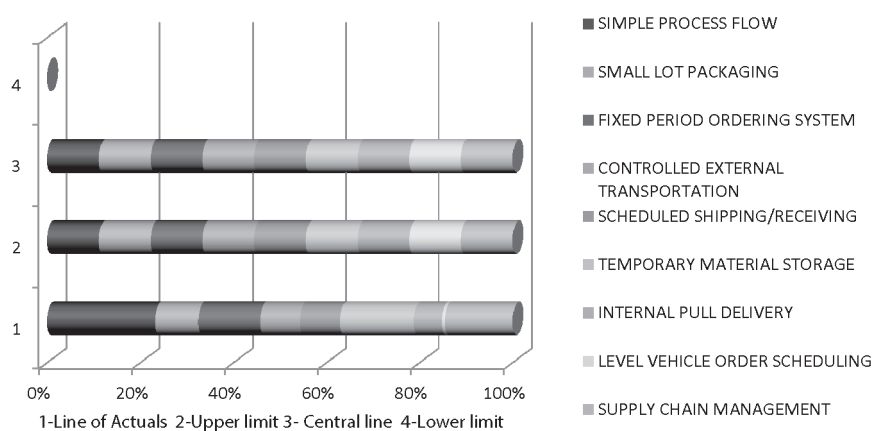 4
3
2
1
0% 20% 40% 60% 80% 100%
1-Line of Actuals 2-Upper limit 3- Central line 4-Lower limit
SIMPLE PROCESS FLOW
SMALL LOT PACKAGING
FIXED PERIOD ORDERING SYSTEM
CONTROLLED EXTERNAL
TRANSPORTATION
SCHEDULED SHIPPING/RECEIVING
TEMPORARY MATERIAL STORAGE
INTERNAL PULL DELIVERY
LEVEL VEHICLE ORDER SCHEDULING
SUPPLY CHAIN MANAGEMENT